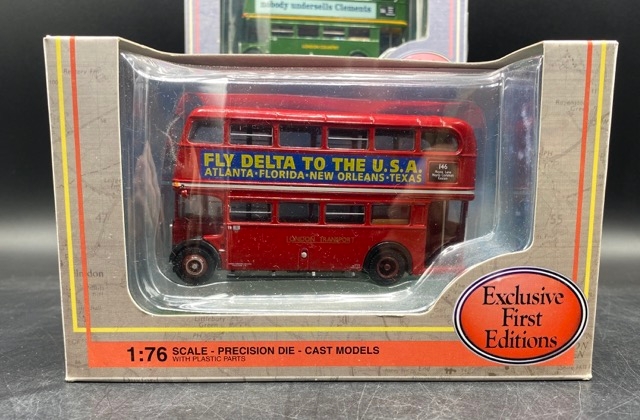 nobody undersells Clements
FLY DELTA TO THE U.S.A.
ATLANTA·FLORIDA·NEW ORLEANS·TEXAS
146
LONDON TRANSPORT
Exclusive
First
Editions
1:76 SCALE - PRECISION DIE - CAST MODELS
WITH PLASTIC PARTS